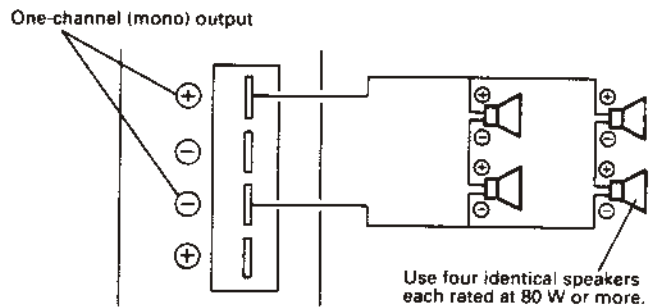 One-channel (mono) output
+
−
−
+
+ +
− −
+ +
− −
Use four identical speakers
each rated at 80 W or more.